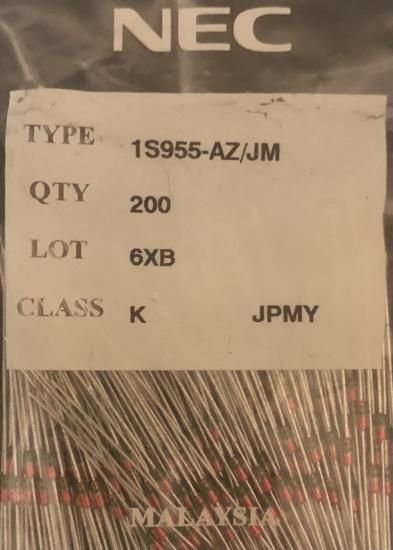 NEC
TYPE 1S955-AZ/JM
QTY 200
LOT 6XB
CLASS K JPMY
MALAYSIA